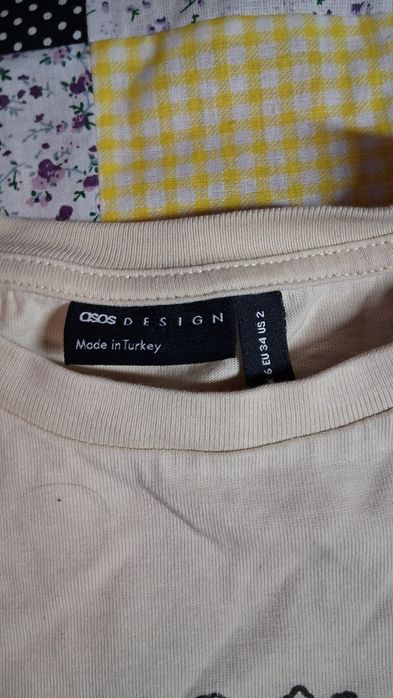 asos DESIGN
Made in Turkey
6 EU 34 US 2